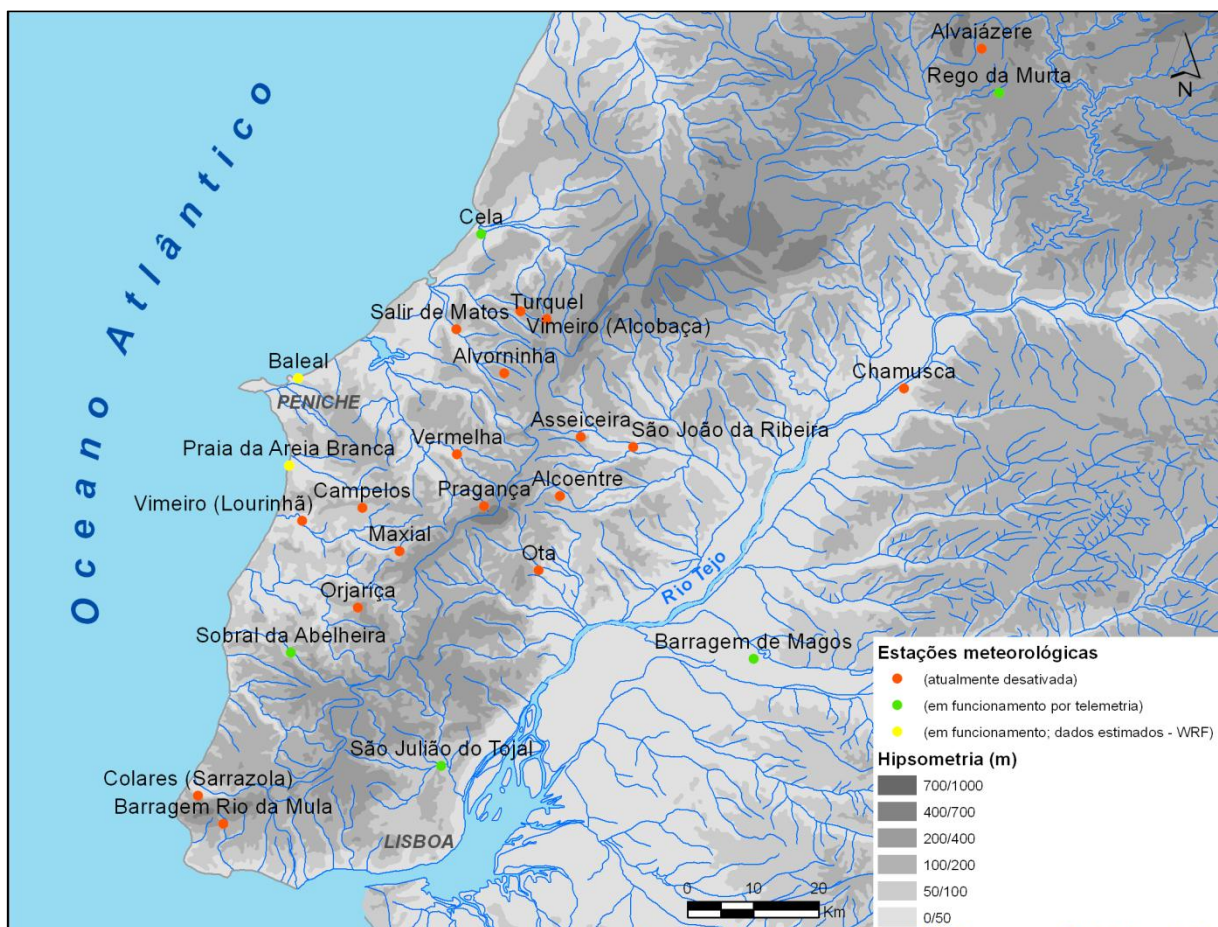 Alvaiázere
Rego da Murta
N
Oceano Atlântico
Cela
Turquel
Salir de Matos
Vimeiro (Alcobaça)
Alvorninha
Baleal
Chamusca
PENICHE
Asseiceira
São João da Ribeira
Vermelha
Praia da Areia Branca
Alcoentre
Pragança
Campelos
Vimeiro (Lourinhã)
Maxial
Ota
Rio Tejo
Orjariça
Sobral da Abelheira
Barragem de Magos
São Julião do Tojal
Colares (Sarrazola)
Barragem Rio da Mula
LISBOA
Estações meteorológicas
(atualmente desativada)
(em funcionamento por telemetria)
(em funcionamento; dados estimados - WRF)
Hipsometria (m)
700/1000
400/700
200/400
100/200
50/100
0/50
0 10 20
Km